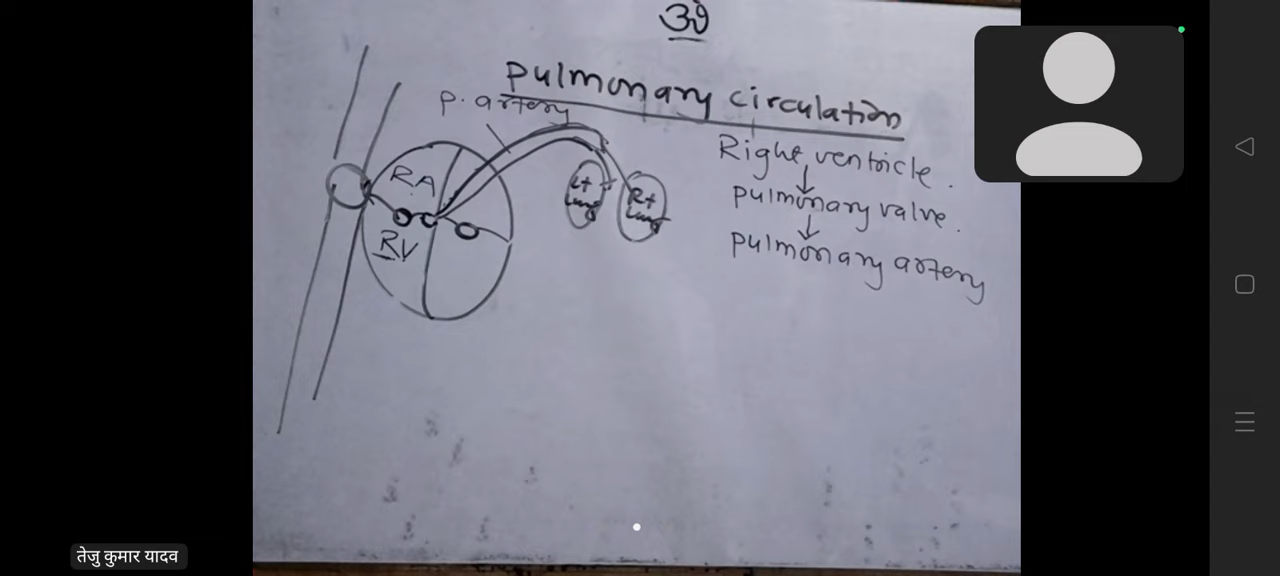 ॐ
Pulmonary circulation
P. artery
Right ventricle.
↓
pulmonary valve.
↓
pulmonary artery
RA
RV
Lt
lung
Rt
Lung
तेजु कुमार यादव